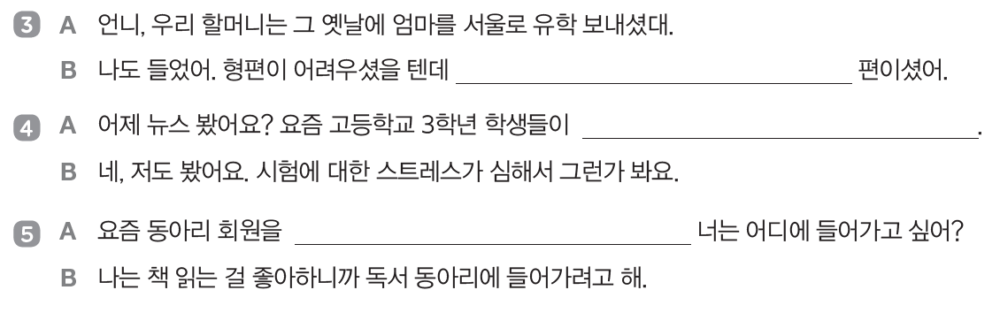 3 A 언니, 우리 할머니는 그 옛날에 엄마를 서울로 유학 보내셨대.
B 나도 들었어. 형편이 어려우셨을 텐데 ______________ 편이셨어.
4 A 어제 뉴스 봤어요? 요즘 고등학교 3학년 학생들이 ______________.
B 네, 저도 봤어요. 시험에 대한 스트레스가 심해서 그런가 봐요.
5 A 요즘 동아리 회원을 ______________ 너는 어디에 들어가고 싶어?
B 나는 책 읽는 걸 좋아하니까 독서 동아리에 들어가려고 해.